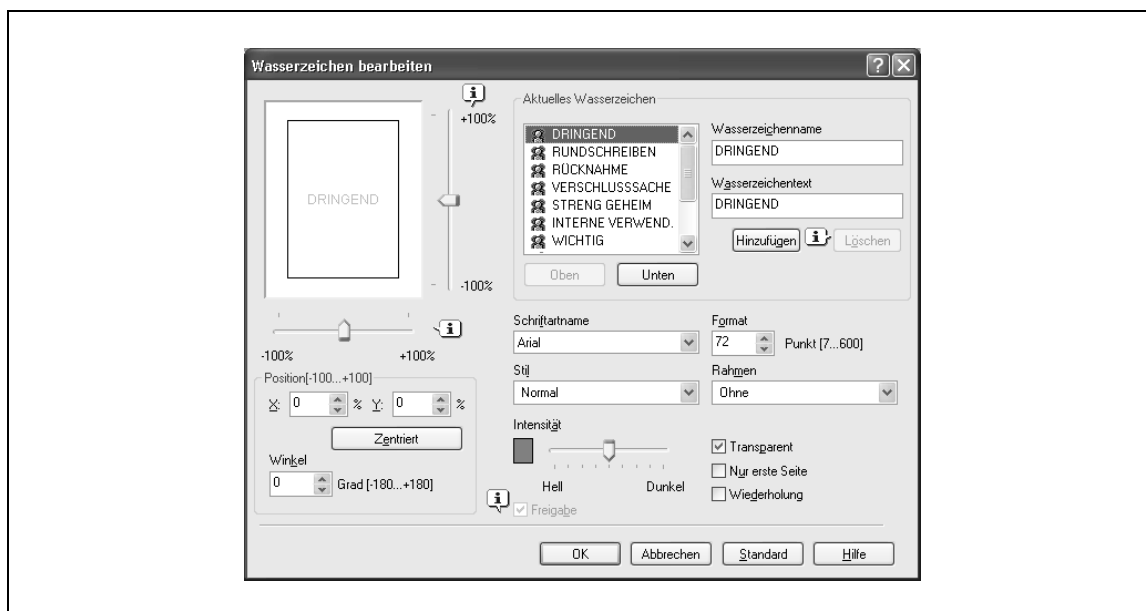 Wasserzeichen bearbeiten
DRINGEND
+100%
-100%
-100%
+100%
Position[-100...+100]
X: 0 % Y: 0 %
Zentriert
Winkel
0 Grad [-180...+180]
Aktuelles Wasserzeichen
DRINGEND
RUNDSCHREIBEN
RÜCKNAHME
VERSCHLUSSSACHE
STRENG GEHEIM
INTERNE VERWEND.
WICHTIG
Oben Unten
Wasserzeichenname
DRINGEND
Wasserzeichentext
DRINGEND
Hinzufügen Löschen
Schriftartname
Arial
Format
72 Punkt [7...600]
Stil
Normal
Rahmen
Ohne
Intensität
Hell Dunkel
Freigabe
Transparent
Nur erste Seite
Wiederholung
OK Abbrechen Standard Hilfe